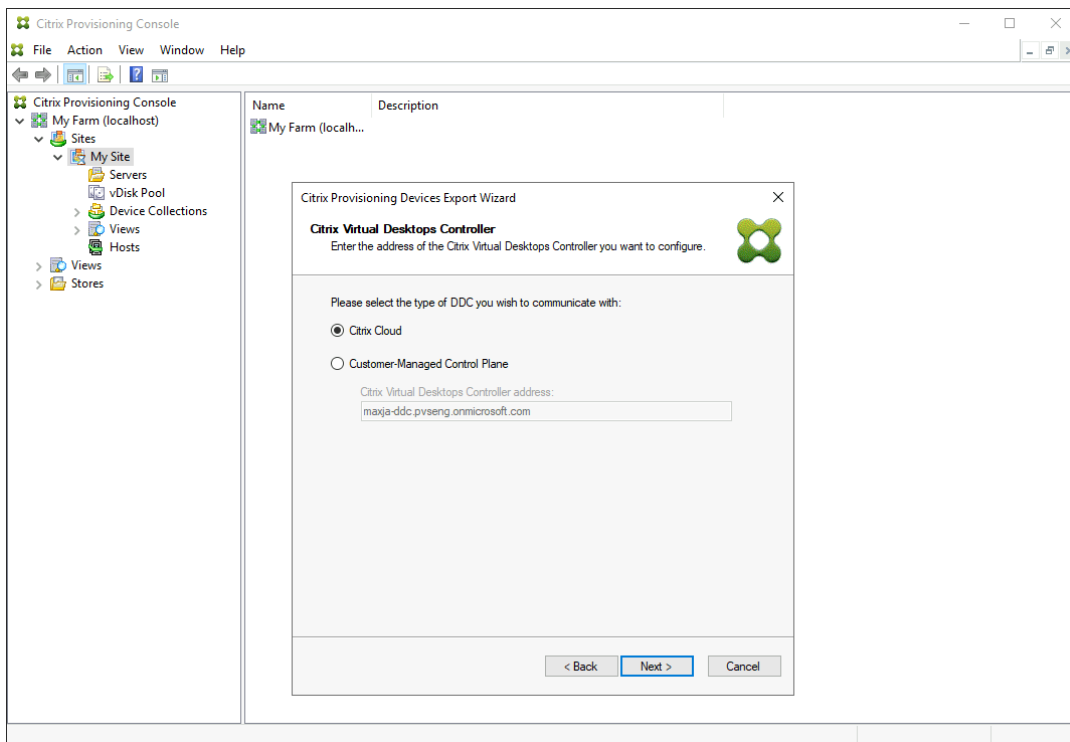 Citrix Provisioning Console
File Action View Window Help
Citrix Provisioning Console
My Farm (localhost)
Sites
My Site
Servers
vDisk Pool
Device Collections
Views
Hosts
Views
Stores
Name Description
My Farm (localh...
Citrix Provisioning Devices Export Wizard
Citrix Virtual Desktops Controller
Enter the address of the Citrix Virtual Desktops Controller you want to configure.
Please select the type of DDC you wish to communicate with:
Citrix Cloud
Customer-Managed Control Plane
Citrix Virtual Desktops Controller address:
maxja-ddc.pvseng.onmicrosoft.com
< Back Next > Cancel